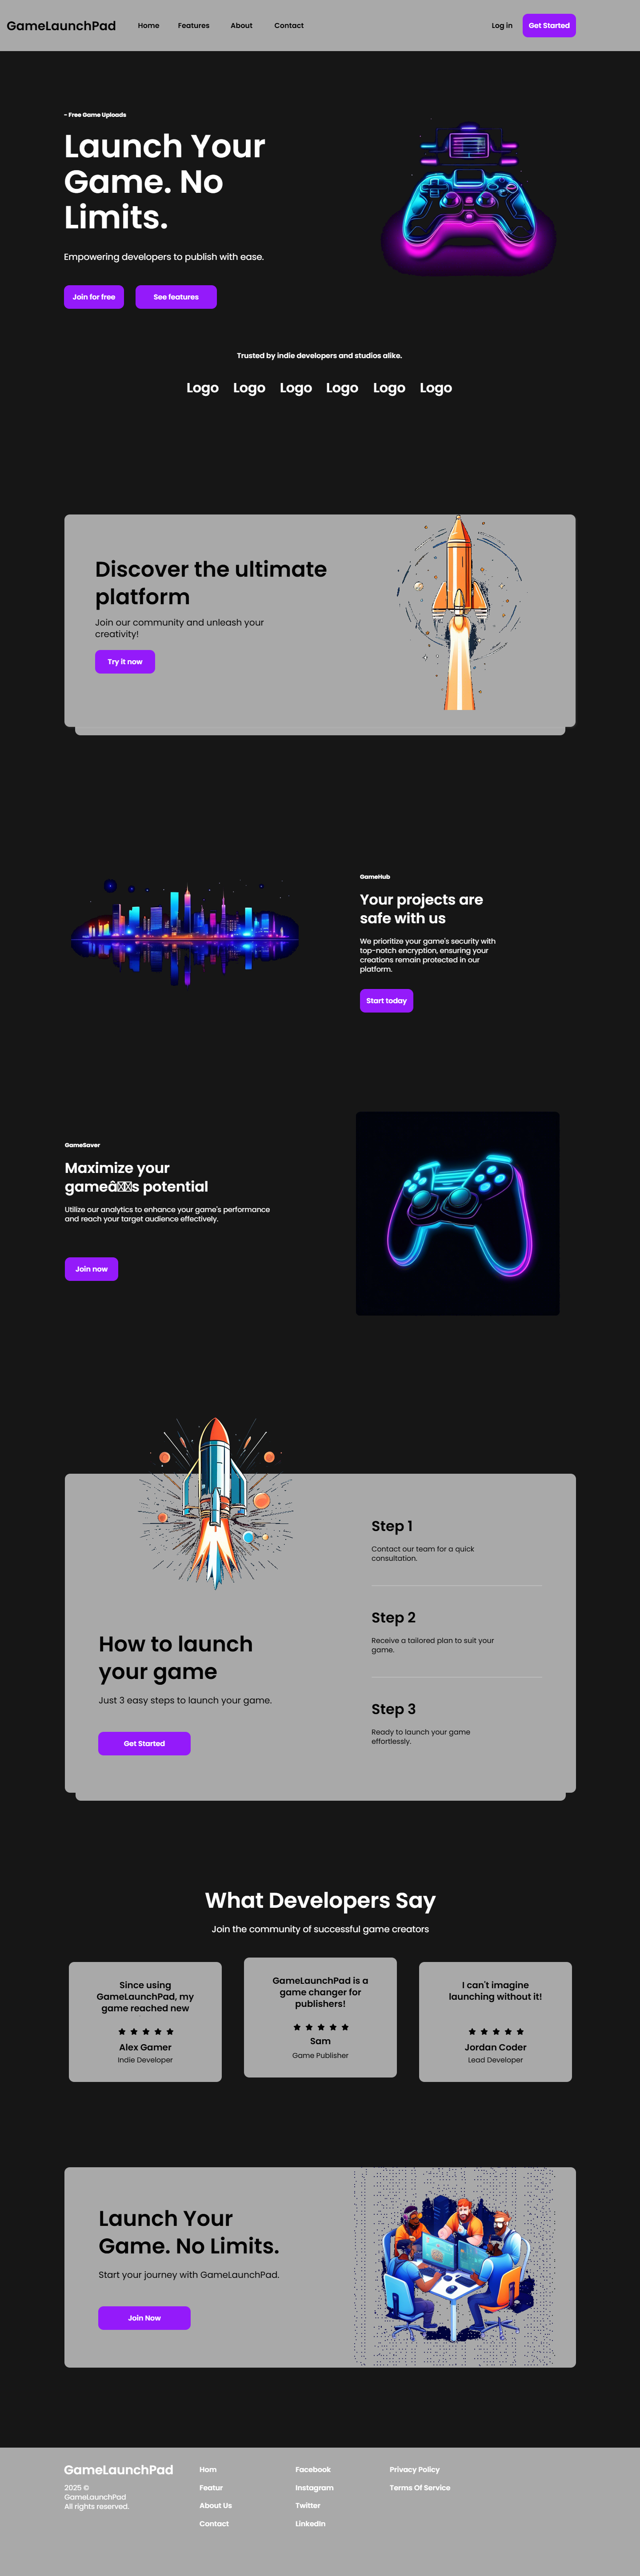 GameLaunchPad
Home
Features
About
Contact
Log in
Get Started
- Free Game Uploads
Launch Your
Game. No
Limits.
Empowering developers to publish with ease.
Join for free
See features
Trusted by indie developers and studios alike.
Logo Logo Logo Logo Logo Logo
Discover the ultimate
platform
Join our community and unleash your
creativity!
Try it now
GameHub
Your projects are
safe with us
We prioritize your game's security with
top-notch encryption, ensuring your
creations remain protected in our
platform.
Start today
GameSaver
Maximize your
gameâ��s potential
Utilize our analytics to enhance your game's performance
and reach your target audience effectively.
Join now
How to launch
your game
Just 3 easy steps to launch your game.
Get Started
Step 1
Contact our team for a quick
consultation.
Step 2
Receive a tailored plan to suit your
game.
Step 3
Ready to launch your game
effortlessly.
What Developers Say
Join the community of successful game creators
Since using
GameLaunchPad, my
game reached new
★ ★ ★ ★ ★
Alex Gamer
Indie Developer
GameLaunchPad is a
game changer for
publishers!
★ ★ ★ ★ ★
Sam
Game Publisher
I can't imagine
launching without it!
★ ★ ★ ★ ★
Jordan Coder
Lead Developer
Launch Your
Game. No Limits.
Start your journey with GameLaunchPad.
Join Now
GameLaunchPad
2025 ©
GameLaunchPad
All rights reserved.
Hom
Featur
About Us
Contact
Facebook
Instagram
Twitter
LinkedIn
Privacy Policy
Terms Of Service